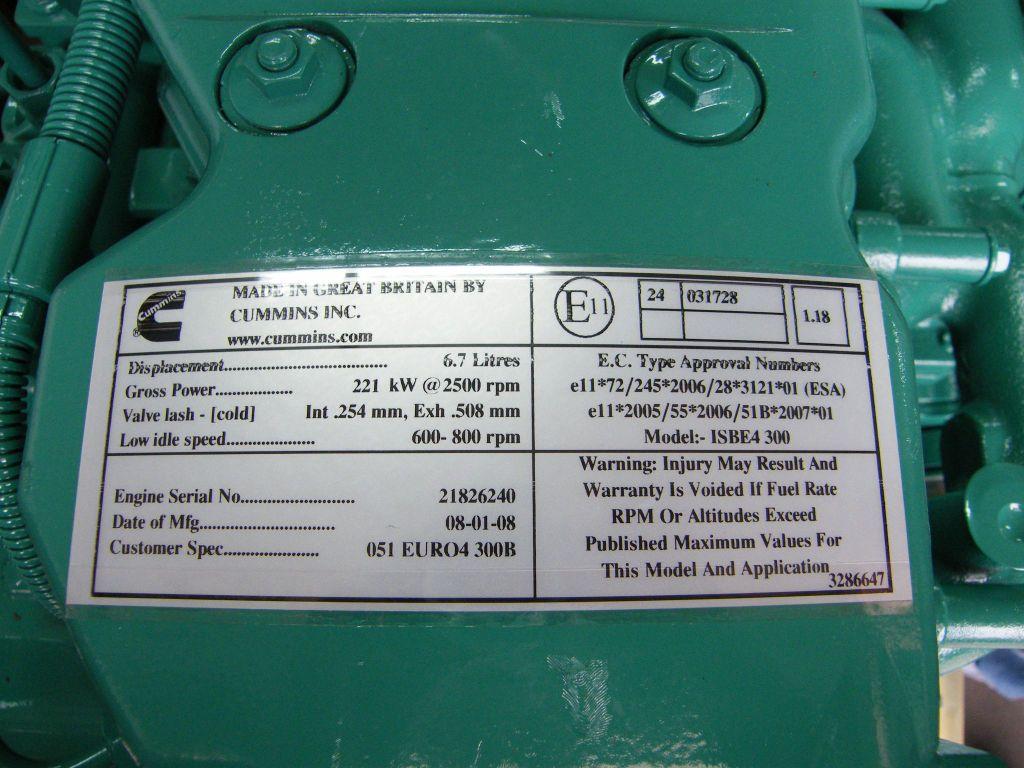 Cummins
®
MADE IN GREAT BRITAIN BY
CUMMINS INC.
www.cummins.com
E11
24 031728
1.18
Displacement........................................ 6.7 Litres
Gross Power................... 221 kW @2500 rpm
Valve lash - [cold] Int .254 mm, Exh .508 mm
Low idle speed..................... 600- 800 rpm
E.C. Type Approval Numbers
e11*72/245*2006/28*3121*01 (ESA)
e11*2005/55*2006/51B*2007*01
Model:- ISBE4 300
Engine Serial No........................... 21826240
Date of Mfg................................ 08-01-08
Customer Spec....................... 051 EURO4 300B
Warning: Injury May Result And
Warranty Is Voided If Fuel Rate
RPM Or Altitudes Exceed
Published Maximum Values For
This Model And Application
3286647